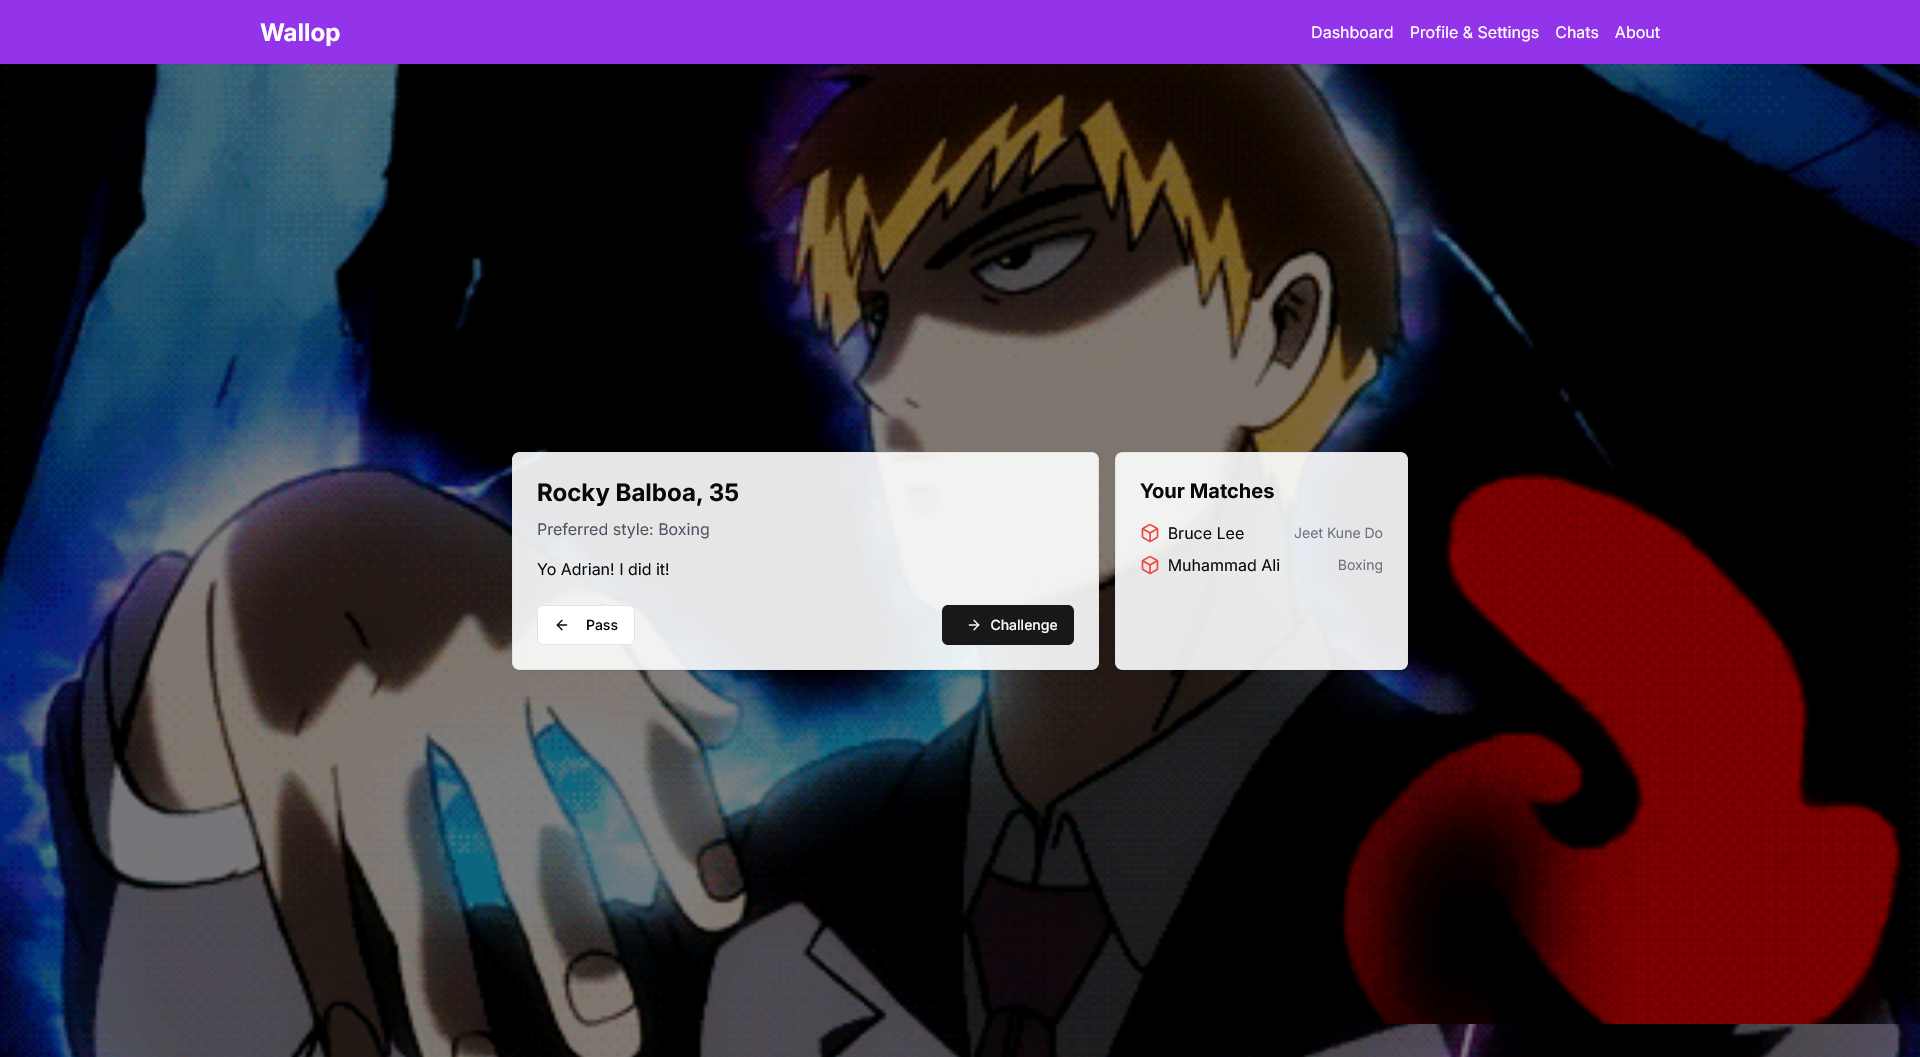 Wallop
Dashboard Profile & Settings Chats About
Rocky Balboa, 35
Preferred style: Boxing
Yo Adrian! I did it!
Pass
Challenge
Your Matches
Bruce Lee Jeet Kune Do
Muhammad Ali Boxing